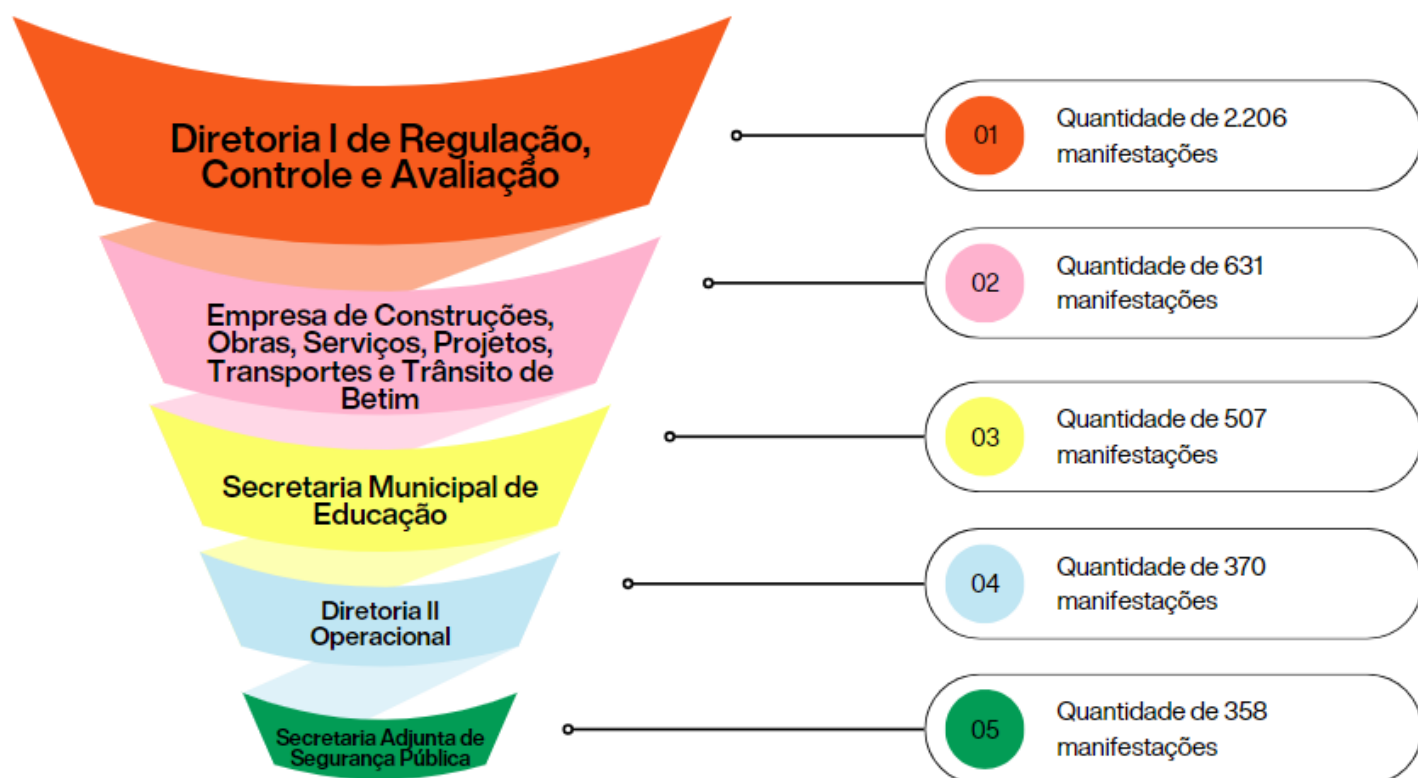 Diretoria I de Regulação,
Controle e Avaliação
01
Quantidade de 2.206
manifestações
Empresa de Construções,
Obras, Serviços, Projetos,
Transportes e Trânsito de
Betim
02
Quantidade de 631
manifestações
Secretaria Municipal de
Educação
03
Quantidade de 507
manifestações
Diretoria II
Operacional
04
Quantidade de 370
manifestações
Secretaria Adjunta de
Segurança Pública
05
Quantidade de 358
manifestações